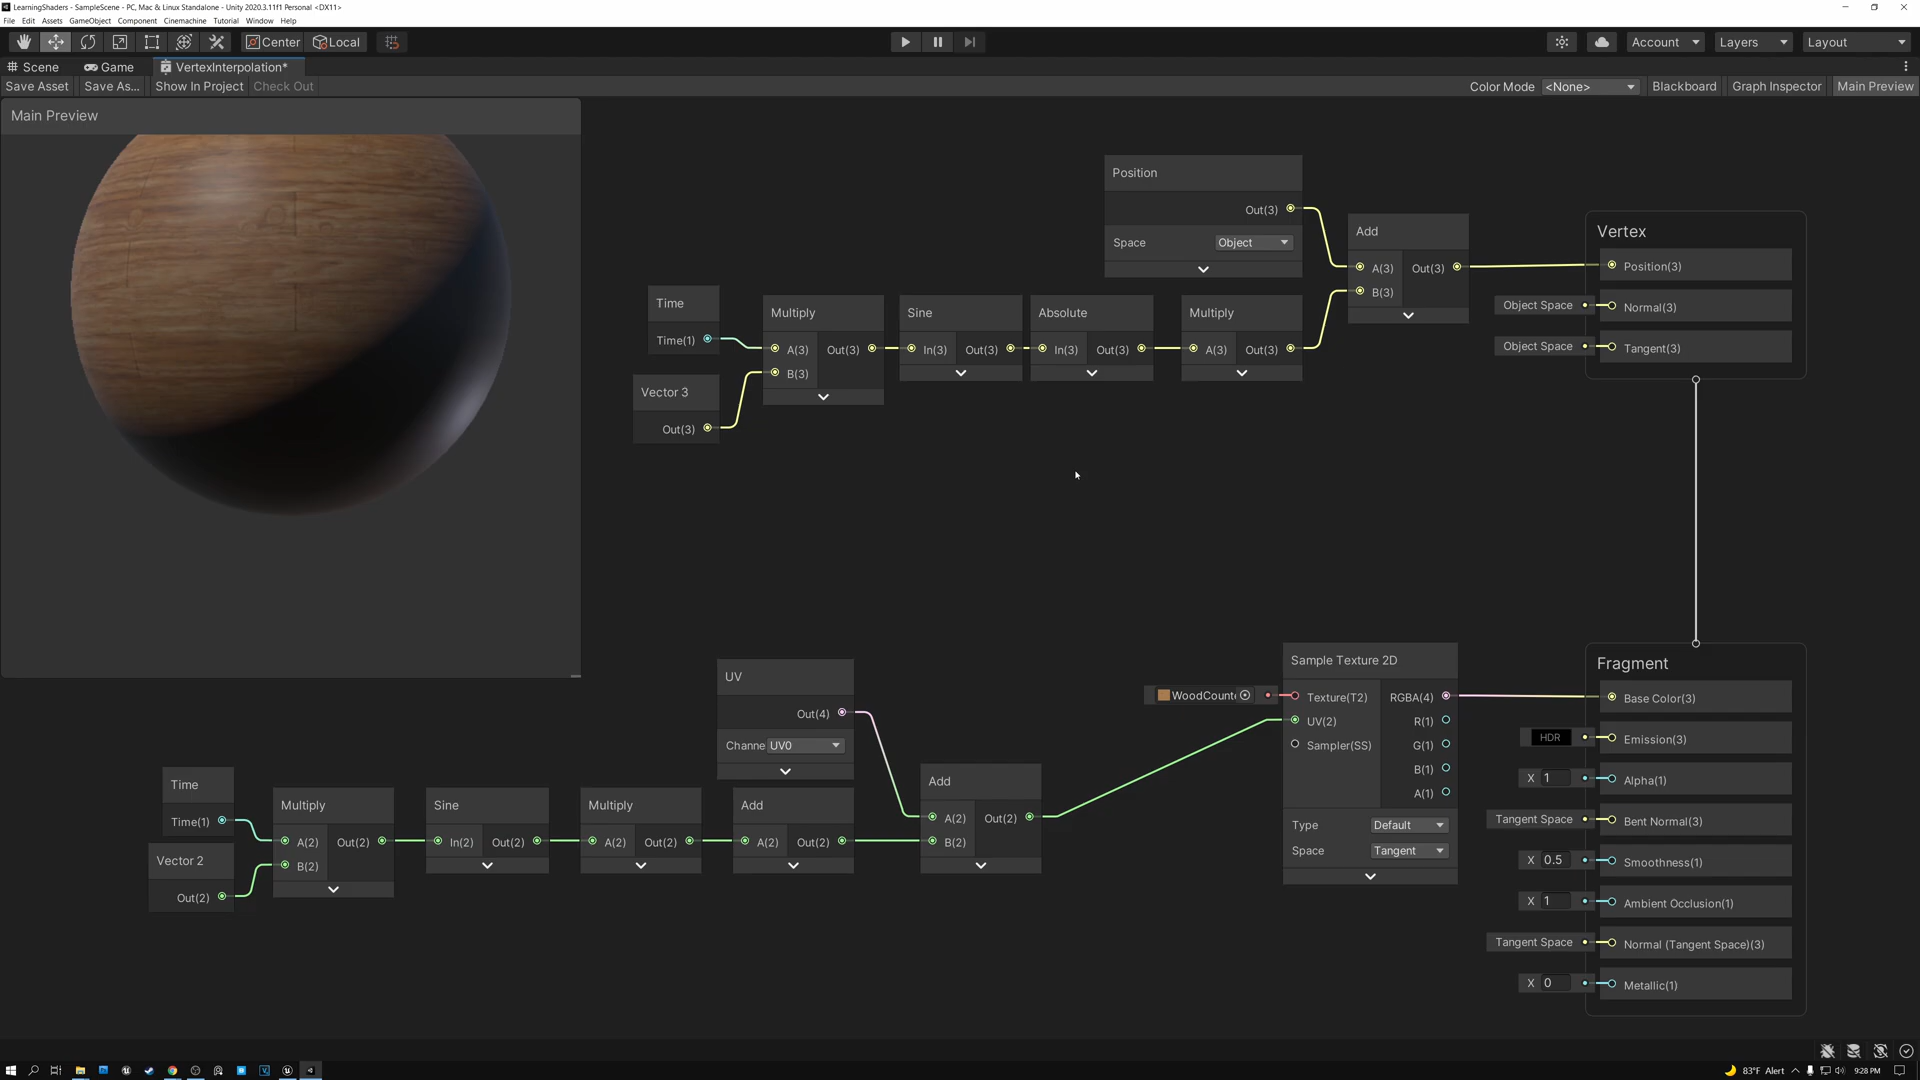 LearningShaders - SampleScene - PC, Mac & Linux Standalone - Unity 2020.3.11f1 Personal <DX11>
File Edit Assets GameObject Component Cinemachine Tutorial Window Help
Center Local Account Layers Layout
Scene Game VertexInterpolation*
Save Asset Save As... Show In Project Check Out Color Mode <None> Blackboard Graph Inspector Main Preview
Main Preview
Position
Out(3)
Space Object
Add
A(3) Out(3)
B(3)
Vertex
Position(3)
Object Space Normal(3)
Object Space Tangent(3)
Time
Time(1)
Vector 3
Out(3)
Multiply
A(3) Out(3)
B(3)
Sine
In(3) Out(3)
Absolute
In(3) Out(3)
Multiply
A(3) Out(3)
UV
Out(4)
Channe UV0
Time
Time(1)
Vector 2
Out(2)
Multiply
A(2) Out(2)
B(2)
Sine
In(2) Out(2)
Multiply
A(2) Out(2)
Add
A(2) Out(2)
Add
A(2) Out(2)
B(2)
WoodCount
Sample Texture 2D
Texture(T2) RGBA(4)
UV(2) R(1)
Sampler(SS) G(1)
B(1)
A(1)
Type Default
Space Tangent
Fragment
Base Color(3)
HDR Emission(3)
X 1 Alpha(1)
Tangent Space Bent Normal(3)
X 0.5 Smoothness(1)
X 1 Ambient Occlusion(1)
Tangent Space Normal (Tangent Space)(3)
X 0 Metallic(1)
83°F Alert 9:28 PM